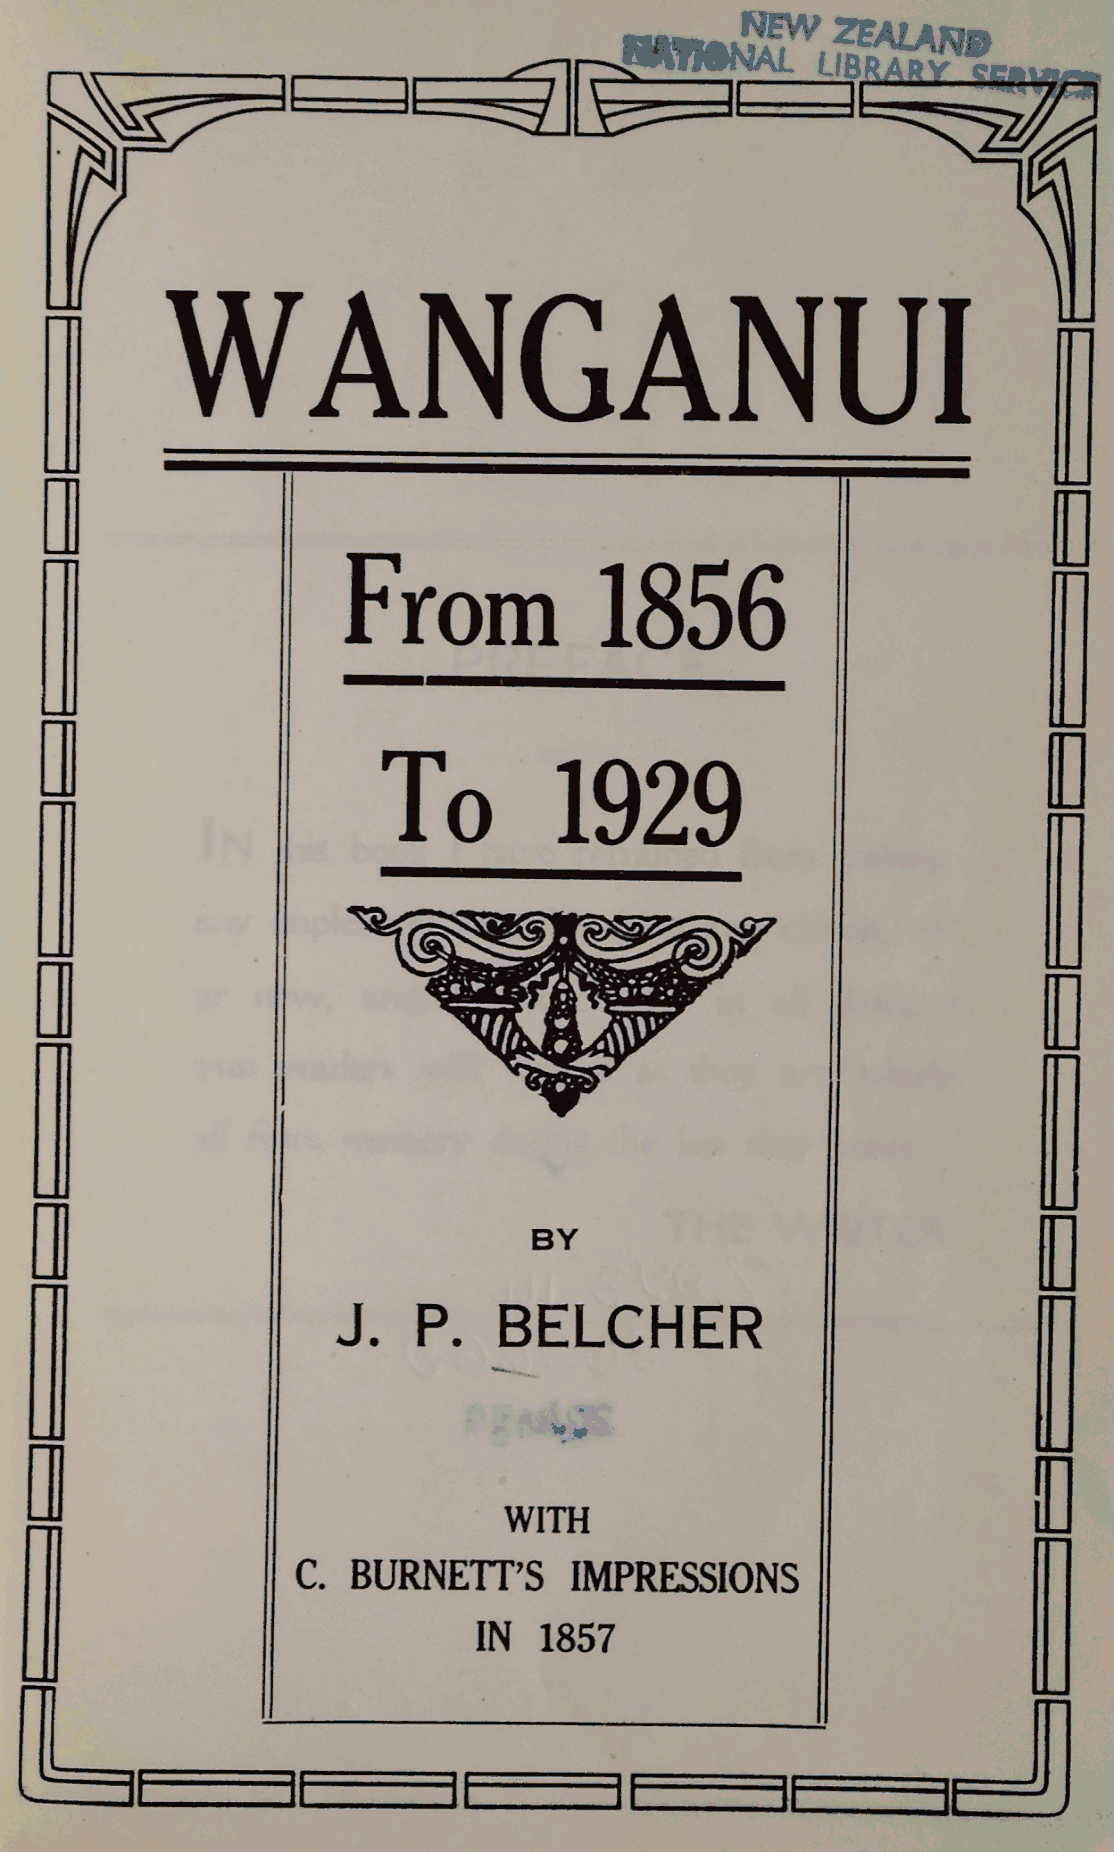 NEW ZEALAND
NATIONAL LIBRARY SERVICE
WANGANUI
From 1856
To 1929
BY
J. P. BELCHER
WITH
C. BURNETT'S IMPRESSIONS
IN 1857